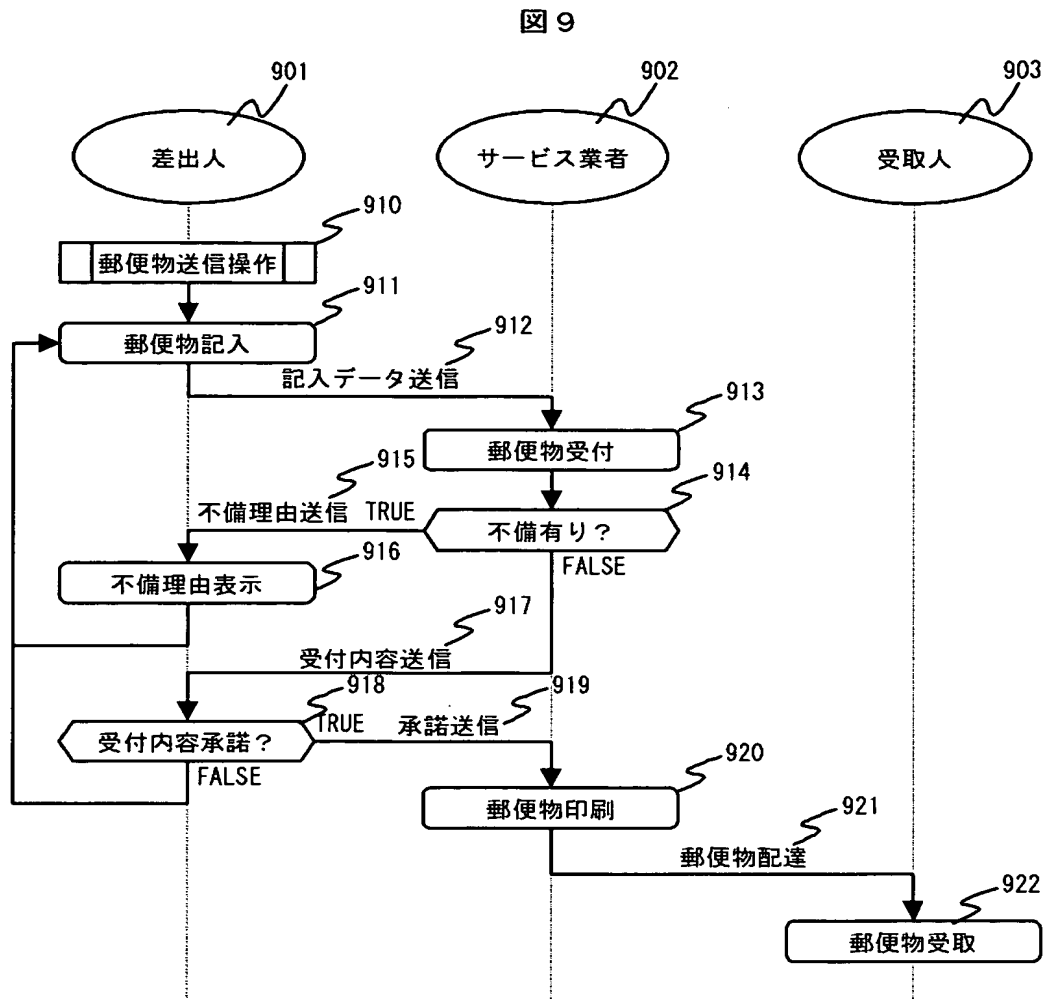 図9
901
902
903
差出人
サービス業者
受取人
910
郵便物送信操作
911
郵便物記入
912
記入データ送信
913
郵便物受付
915
914
不備理由送信 TRUE
不備有り?
916
FALSE
不備理由表示
917
受付内容送信
918
919
TRUE
承諾送信
受付内容承諾?
FALSE
920
郵便物印刷
921
郵便物配達
922
郵便物受取